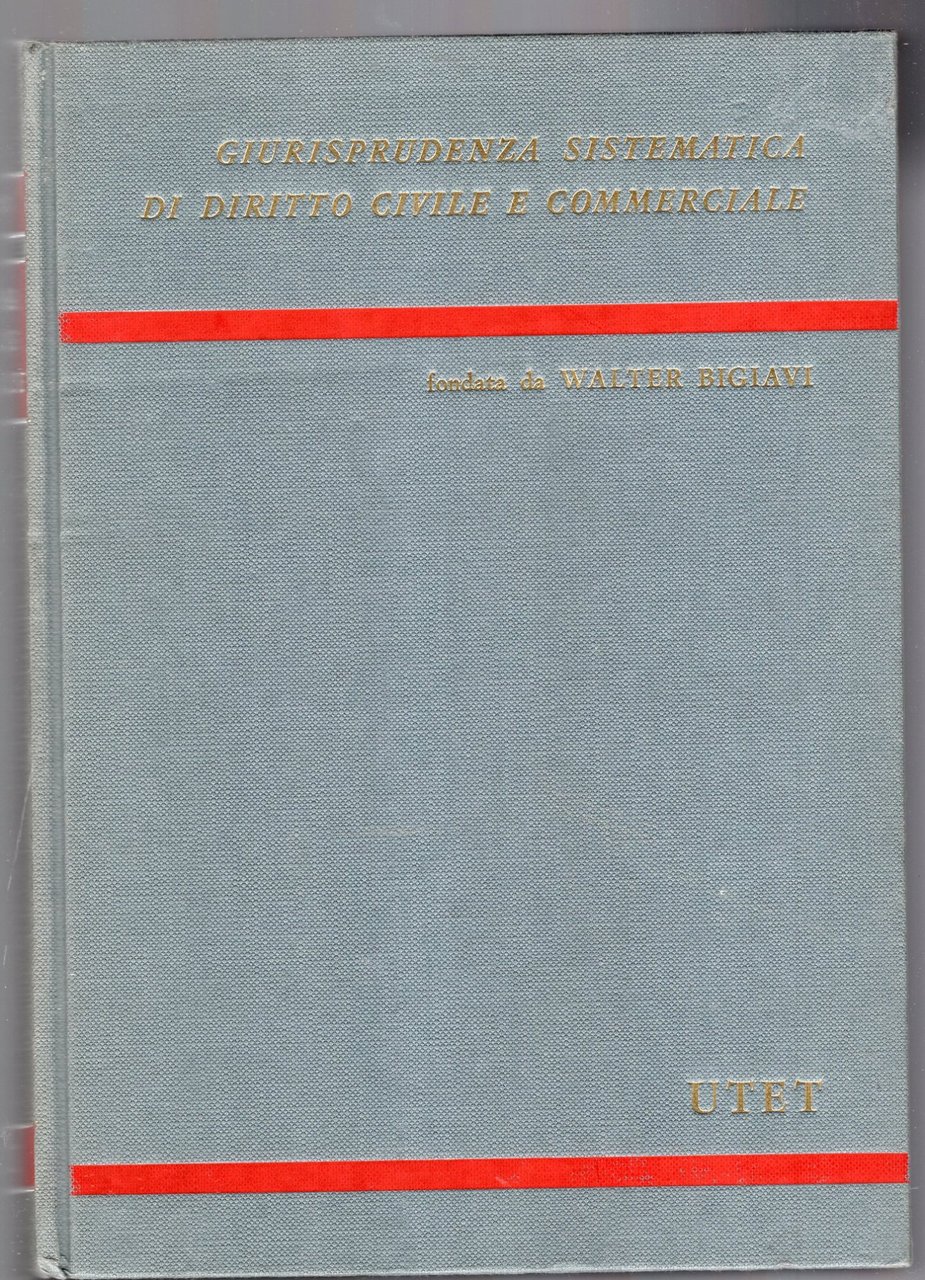 GIURISPRUDENZA SISTEMATICA
DI DIRITTO CIVILE E COMMERCIALE
fondata da WALTER BIGIAVI
UTET